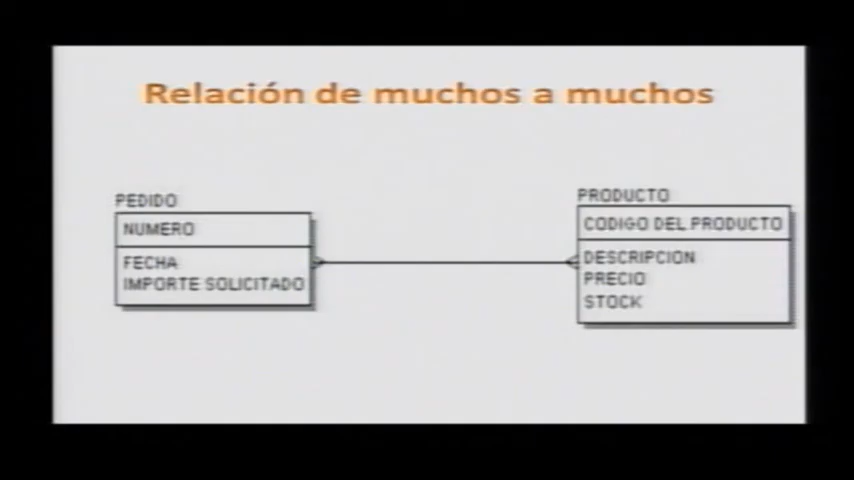 Relación de muchos a muchos
PEDIDO
NUMERO
FECHA
IMPORTE SOLICITADO
PRODUCTO
CODIGO DEL PRODUCTO
DESCRIPCION
PRECIO
STOCK